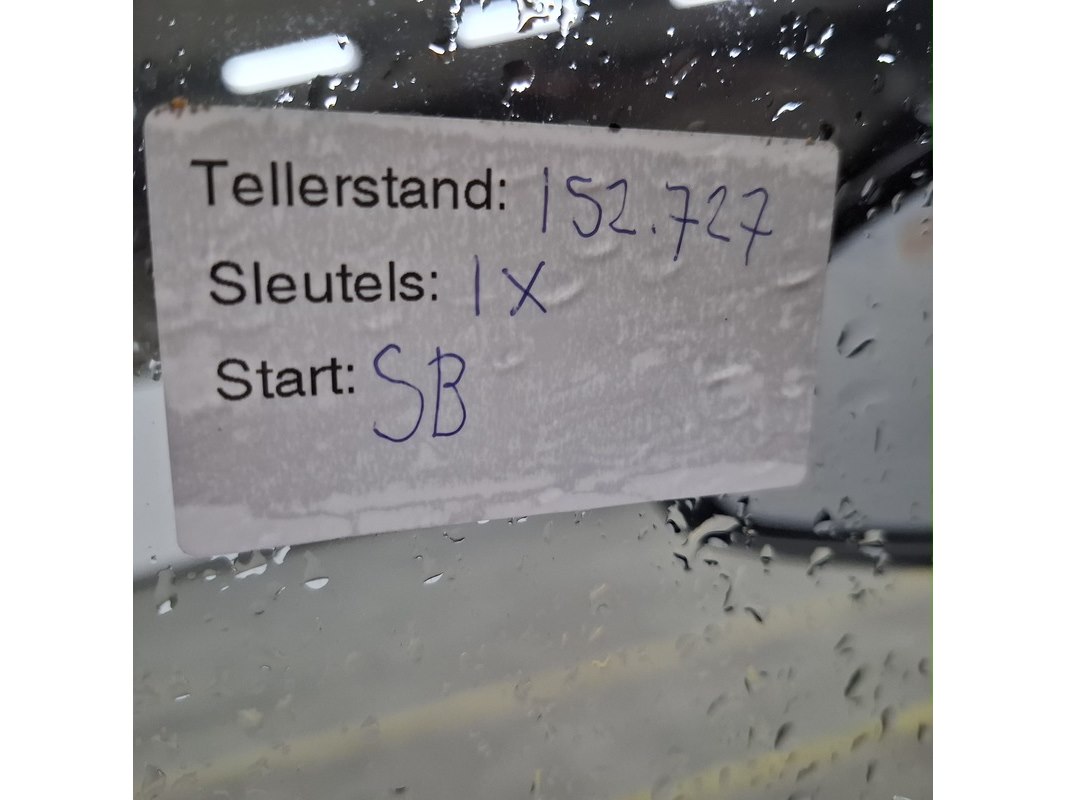 Tellerstand: 152.727
Sleutels: 1X
Start: SB